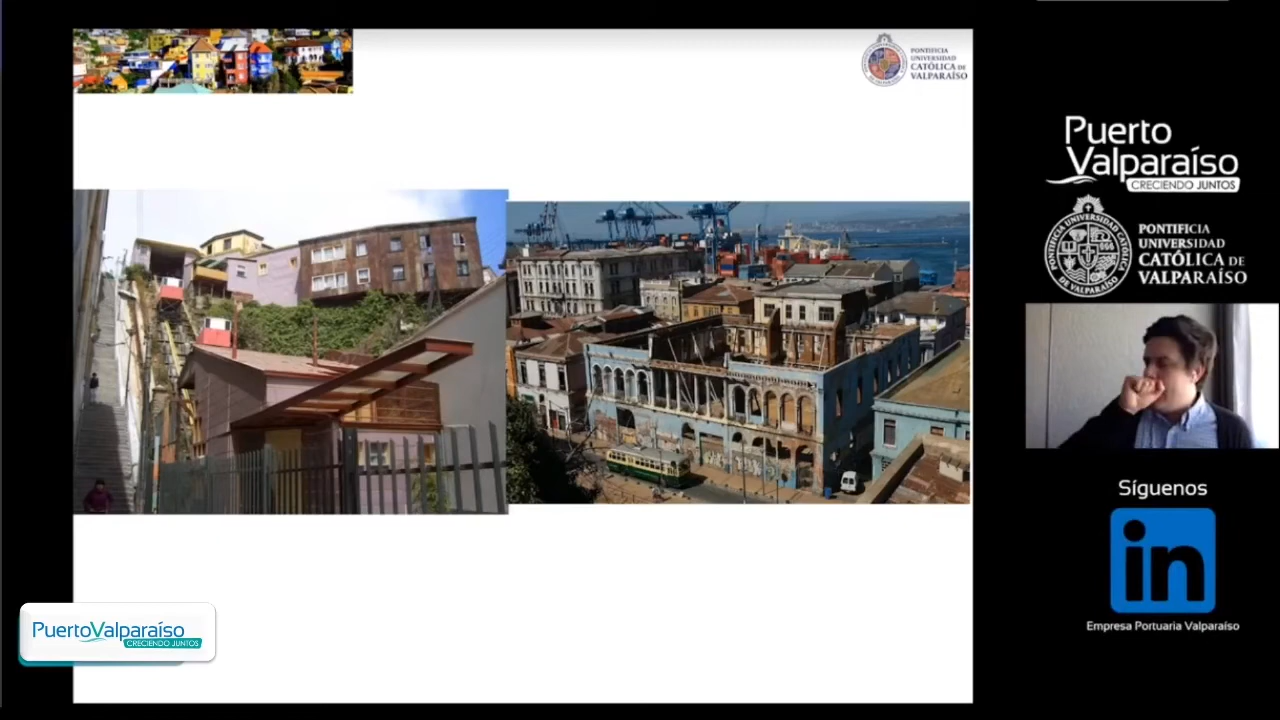 PONTIFICIA
UNIVERSIDAD
CATÓLICA DE
VALPARAÍSO
Puerto
Valparaíso
CRECIENDO JUNTOS
PONTIFICIA
UNIVERSIDAD
CATÓLICA DE
VALPARAÍSO
Síguenos
in
Empresa Portuaria Valparaíso
PuertoValparaíso
CRECIENDO JUNTOS